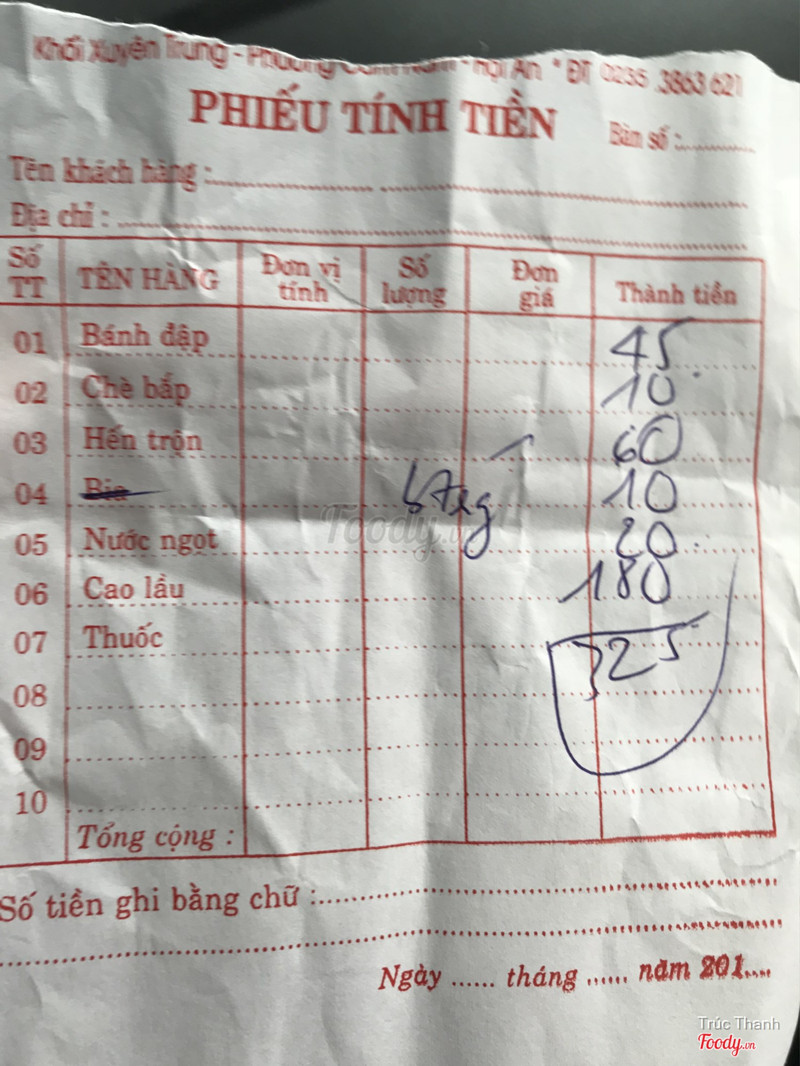 Khối Xuyên Trung - Phường Cẩm Nam - Hội An * ĐT 0235 .3863 621
PHIẾU TÍNH TIỀN
Bàn số :..........
Tên khách hàng :..................
Địa chỉ : ..................
Số TT TÊN HÀNG Đơn vị tính Số lượng Đơn giá Thành tiền
01 Bánh đập 45
02 Chè bắp 10
03 Hến trộn 60
04 Bia 10
05 Nước ngọt 20
06 Cao lầu 180
07 Thuốc 325
08
09
10
Tổng cộng :
Số tiền ghi bằng chữ :..................
Ngày ...... tháng ...... năm 201....
Foody.vn
Trúc Thanh
Foody.vn